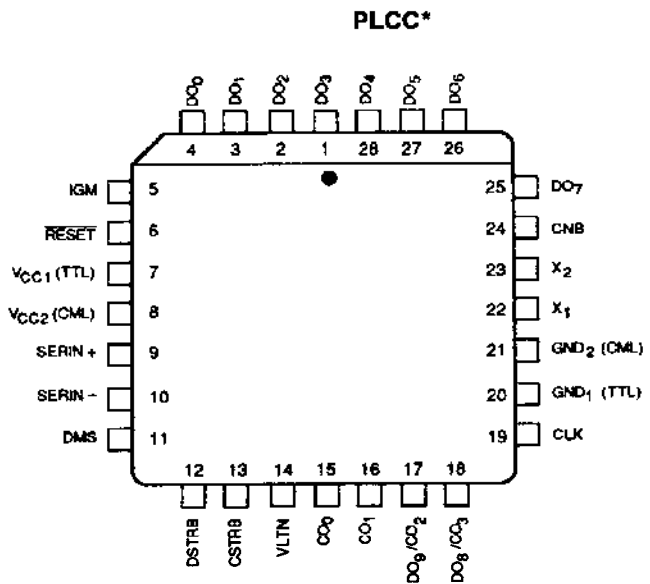 PLCC*
DO₀ DO₁ DO₂ DO₃ DO₄ DO₅ DO₆
4 3 2 1 28 27 26
IGM 5 25 DO₇
RESET 6 24 CNB
VCC1 (TTL) 7 23 X₂
VCC2 (CML) 8 22 X₁
SERIN + 9 21 GND₂ (CML)
SERIN − 10 20 GND₁ (TTL)
DMS 11 19 CLK
12 13 14 15 16 17 18
DSTRB CSTRB VLTN CO₀ CO₁ DO₉/CO₂ DO₈/CO₃